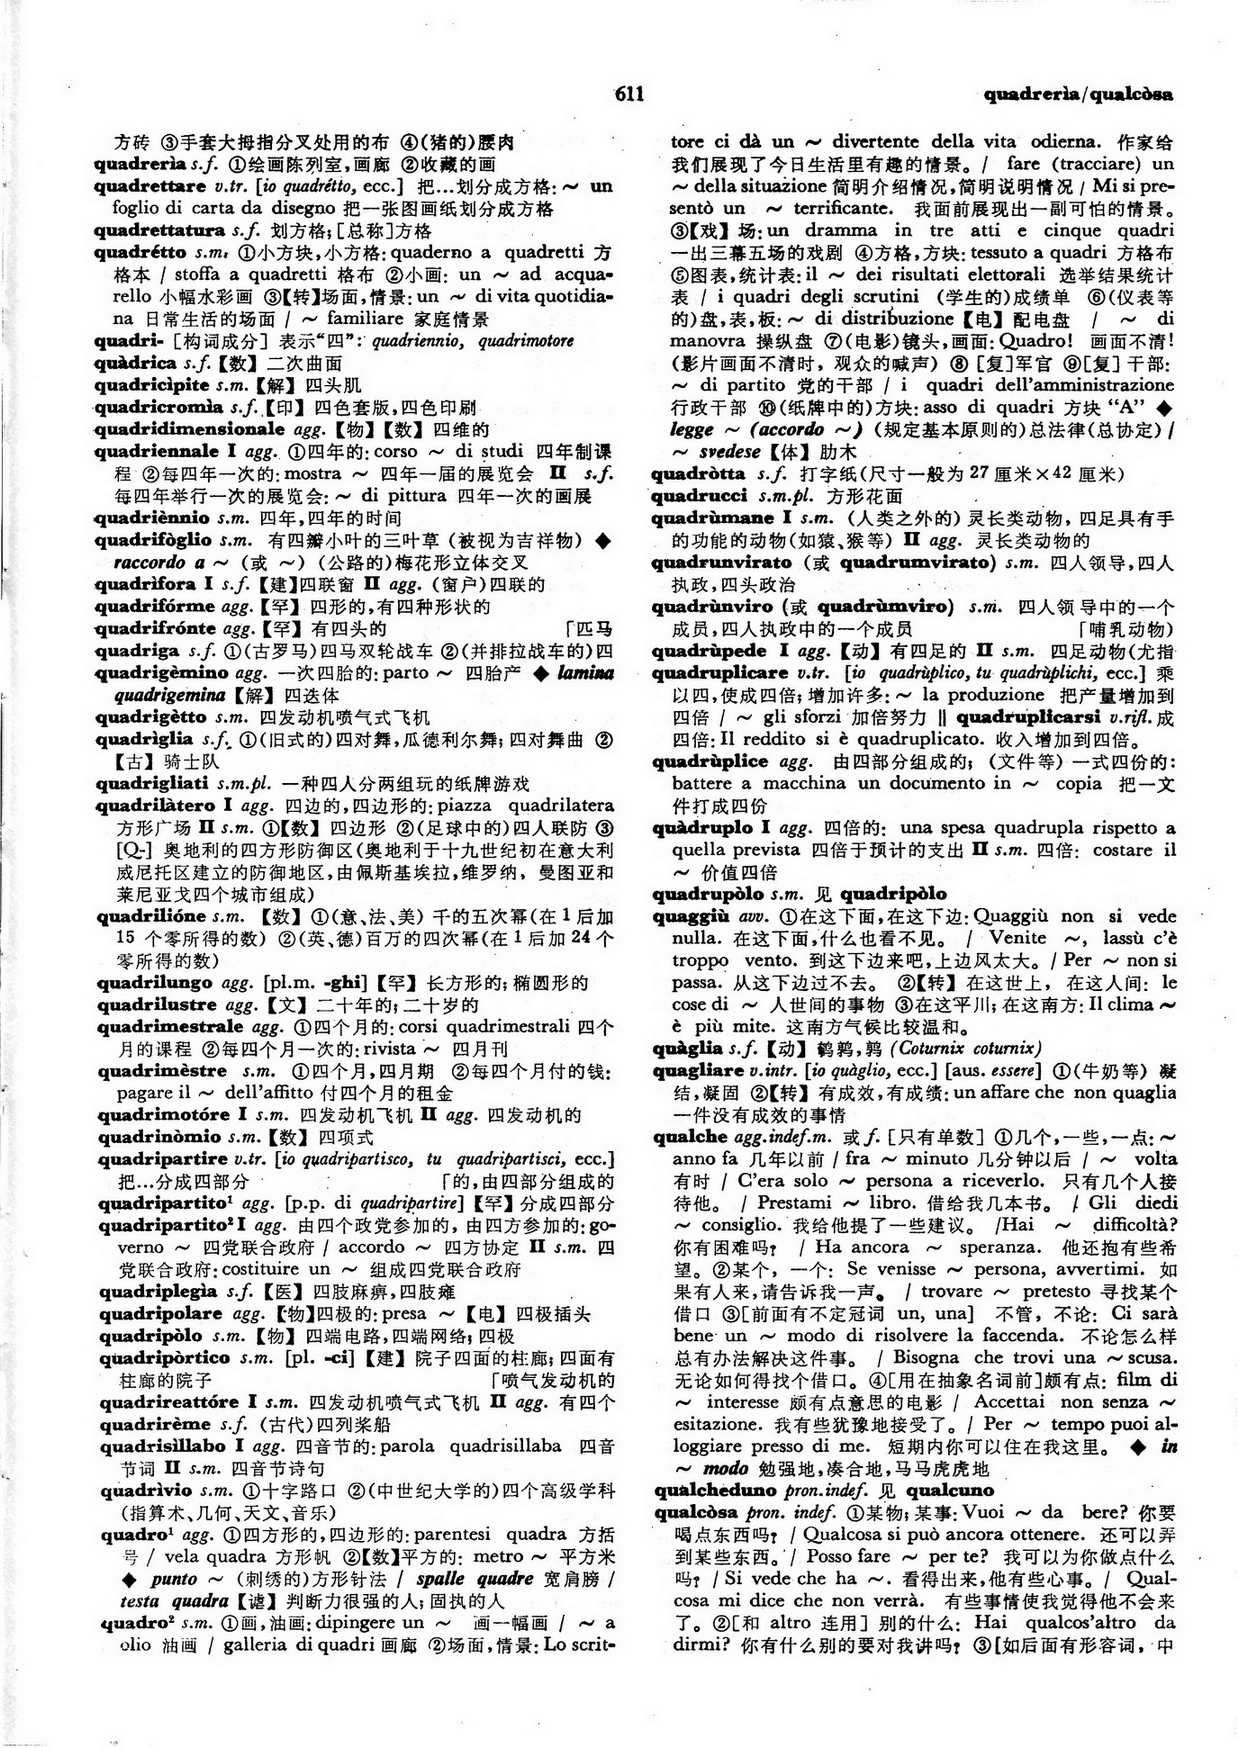 611
quadrerìa/qualcòsa
方砖 ③手套大拇指分叉处用的布 ④(猪的)腰肉
quadrerìa s.f. ①绘画陈列室,画廊 ②收藏的画
quadrettare v.tr. [io quadrétto, ecc.] 把…划分成方格: ~ un
foglio di carta da disegno 把一张图画纸划分成方格
quadrettatura s.f. 划方格; [总称]方格
quadrétto s.m. ①小方块,小方格: quaderno a quadretti 方
格本 / stoffa a quadretti 格布 ②小画: un ~ ad acqua-
rello 小幅水彩画 ③【转】场面,情景: un ~ di vita quotidia-
na 日常生活的场面 / ~ familiare 家庭情景
quadri- [构词成分] 表示“四”: quadriennio, quadrimotore
quàdrica s.f.【数】二次曲面
quadricìpite s.m.【解】四头肌
quadricromìa s.f.【印】四色套版,四色印刷
quadridimensionale agg.【物】【数】四维的
quadriennale I agg. ①四年的: corso ~ di studi 四年制课
程 ②每四年一次的: mostra ~ 四年一届的展览会 II s.f.
每四年举行一次的展览会: ~ di pittura 四年一次的画展
quadriènnio s.m. 四年,四年的时间
quadrifòglio s.m. 有四瓣小叶的三叶草 (被视为吉祥物) ◆
raccordo a ~ (或 ~) (公路的)梅花形立体交叉
quadrìfora I s.f.【建】四联窗 II agg. (窗户)四联的
quadrifórme agg.【罕】四形的,有四种形状的
quadrifrónte agg.【罕】有四头的 「匹马
quadriga s.f. ①(古罗马)四马双轮战车 ②(并排拉战车的)四
quadrigèmino agg. 一次四胎的: parto ~ 四胎产 ◆ lamina
quadrigemina【解】四迭体
quadrigètto s.m. 四发动机喷气式飞机
quadriglia s.f. ①(旧式的)四对舞,瓜德利尔舞; 四对舞曲 ②
【古】骑士队
quadrigliati s.m.pl. 一种四人分两组玩的纸牌游戏
quadrilàtero I agg. 四边的,四边形的: piazza quadrilatera
方形广场 II s.m. ①【数】四边形 ②(足球中的)四人联防 ③
[Q-] 奥地利的四方形防御区(奥地利于十九世纪初在意大利
威尼托区建立的防御地区,由佩斯基埃拉,维罗纳, 曼图亚和
莱尼亚戈四个城市组成)
quadrilióne s.m. 【数】①(意、法、美) 千的五次幂(在1后加
15 个零所得的数) ②(英、德)百万的四次幂(在1后加24个
零所得的数)
quadrilungo agg. [pl.m. -ghi]【罕】长方形的; 椭圆形的
quadrilustre agg.【文】二十年的; 二十岁的
quadrimestrale agg. ①四个月的: corsi quadrimestrali 四个
月的课程 ②每四个月一次的: rivista ~ 四月刊
quadrimèstre s.m. ①四个月,四月期 ②每四个月付的钱:
pagare il ~ dell'affitto 付四个月的租金
quadrimotóre I s.m. 四发动机飞机 II agg. 四发动机的
quadrinòmio s.m.【数】四项式
quadripartire v.tr. [io quadripartisco, tu quadripartisci, ecc.]
把…分成四部分 「的,由四部分组成的
quadripartito¹ agg. [p.p. di quadripartire]【罕】分成四部分
quadripartito² I agg. 由四个政党参加的, 由四方参加的: go-
verno ~ 四党联合政府 / accordo ~ 四方协定 II s.m. 四
党联合政府: costituire un ~ 组成四党联合政府
quadriplegìa s.f.【医】四肢麻痹,四肢瘫
quadripolare agg.【物】四极的: presa ~【电】四极插头
quadripòlo s.m.【物】四端电路,四端网络; 四极
quadripòrtico s.m. [pl. -ci]【建】院子四面的柱廊; 四面有
柱廊的院子 「喷气发动机的
quadrireattóre I s.m. 四发动机喷气式飞机 II agg. 有四个
quadrirème s.f. (古代)四列桨船
quadrisìllabo I agg. 四音节的: parola quadrisillaba 四音
节词 II s.m. 四音节诗句
quadrìvio s.m. ①十字路口 ②(中世纪大学的)四个高级学科
(指算术、几何、天文、音乐)
quadro¹ agg. ①四方形的,四边形的: parentesi quadra 方括
号 / vela quadra 方形帆 ②【数】平方的: metro ~ 平方米
◆ punto ~ (刺绣的)方形针法 / spalle quadre 宽肩膀 /
testa quadra【谑】判断力很强的人; 固执的人
quadro² s.m. ①画,油画: dipingere un ~ 画一幅画 / ~ a
olio 油画 / galleria di quadri 画廊 ②场面,情景: Lo scrit-
tore ci dà un ~ divertente della vita odierna. 作家给
我们展现了今日生活里有趣的情景。/ fare (tracciare) un
~ della situazione 简明介绍情况,简明说明情况 / Mi si pre-
sentò un ~ terrificante. 我面前展现出一副可怕的情景。
③【戏】场: un dramma in tre atti e cinque quadri
一出三幕五场的戏剧 ④方格,方块: tessuto a quadri 方格布
⑤图表,统计表: il ~ dei risultati elettorali 选举结果统计
表 / i quadri degli scrutini (学生的)成绩单 ⑥(仪表等
的)盘,表,板: ~ di distribuzione【电】配电盘 / ~ di
manovra 操纵盘 ⑦(电影)镜头,画面: Quadro! 画面不清!
(影片画面不清时, 观众的喊声) ⑧ [复]军官 ⑨[复] 干部:
~ di partito 党的干部 / i quadri dell'amministrazione
行政干部 ⑩(纸牌中的)方块: asso di quadri 方块 “A” ◆
legge ~ (accordo ~) (规定基本原则的)总法律(总协定) /
~ svedese【体】肋木
quadròtta s.f. 打字纸(尺寸一般为27厘米×42厘米)
quadrucci s.m.pl. 方形花面
quadrùmane I s.m. (人类之外的) 灵长类动物, 四足具有手
的功能的动物(如猿、猴等) II agg. 灵长类动物的
quadrunvirato (或 quadrumvirato) s.m. 四人领导,四人
执政,四头政治
quadrùnviro (或 quadrùmviro) s.m. 四人领导中的一个
成员,四人执政中的一个成员 「哺乳动物)
quadrùpede I agg.【动】有四足的 II s.m. 四足动物(尤指
quadruplicare v.tr. [io quadrùplico, tu quadrùplichi, ecc.] 乘
以四,使成四倍; 增加许多: ~ la produzione 把产量增加到
四倍 / ~ gli sforzi 加倍努力 ‖ quadruplicarsi v.rifl. 成
四倍: Il reddito si è quadruplicato. 收入增加到四倍。
quadrùplice agg. 由四部分组成的; (文件等) 一式四份的:
battere a macchina un documento in ~ copia 把一文
件打成四份
quàdruplo I agg. 四倍的: una spesa quadrupla rispetto a
quella prevista 四倍于预计的支出 II s.m. 四倍: costare il
~ 价值四倍
quadrupòlo s.m. 见 quadripòlo
quaggiù avv. ①在这下面,在这下边: Quaggiù non si vede
nulla. 在这下面,什么也看不见。 / Venite ~, lassù c'è
troppo vento. 到这下边来吧,上边风太大。/ Per ~ non si
passa. 从这下边过不去。 ②【转】在这世上, 在这人间: le
cose di ~ 人世间的事物 ③在这平川; 在这南方: Il clima ~
è più mite. 这南方气候比较温和。
quàglia s.f.【动】鹌鹑,鹑 (Coturnix coturnix)
quagliare v.intr. [io quàglio, ecc.] [aus. essere] ①(牛奶等) 凝
结,凝固 ②【转】有成效,有成绩: un affare che non quaglia
一件没有成效的事情
qualche agg.indef.m. 或 f. [只有单数] ①几个,一些,一点: ~
anno fa 几年以前 / fra ~ minuto 几分钟以后 / ~ volta
有时 / C'era solo ~ persona a riceverlo. 只有几个人接
待他。 / Prestami ~ libro. 借给我几本书。 / Gli diedi
~ consiglio. 我给他提了一些建议。 /Hai ~ difficoltà?
你有困难吗? / Ha ancora ~ speranza. 他还抱有些希
望。②某个, 一个: Se venisse ~ persona, avvertimi. 如
果有人来,请告诉我一声。 / trovare ~ pretesto 寻找某个
借口 ③[前面有不定冠词 un, una] 不管, 不论: Ci sarà
bene un ~ modo di risolvere la faccenda. 不论怎么样
总有办法解决这件事。 / Bisogna che trovi una ~ scusa.
无论如何得找个借口。④[用在抽象名词前]颇有点: film di
~ interesse 颇有点意思的电影 / Accettai non senza ~
esitazione. 我有些犹豫地接受了。/ Per ~ tempo puoi al-
loggiare presso di me. 短期内你可以住在我这里。 ◆ in
~ modo 勉强地,凑合地,马马虎虎地
qualcheduno pron.indef. 见 qualcuno
qualcòsa pron. indef. ①某物; 某事: Vuoi ~ da bere? 你要
喝点东西吗? / Qualcosa si può ancora ottenere. 还可以弄
到某些东西。/ Posso fare ~ per te? 我可以为你做点什么
吗? / Si vede che ha ~. 看得出来,他有些心事。/ Qual-
cosa mi dice che non verrà. 有些事情使我觉得他不会来
了。②[和 altro 连用] 别的什么: Hai qualcos'altro da
dirmi? 你有什么别的要对我讲吗? ③[如后面有形容词, 中